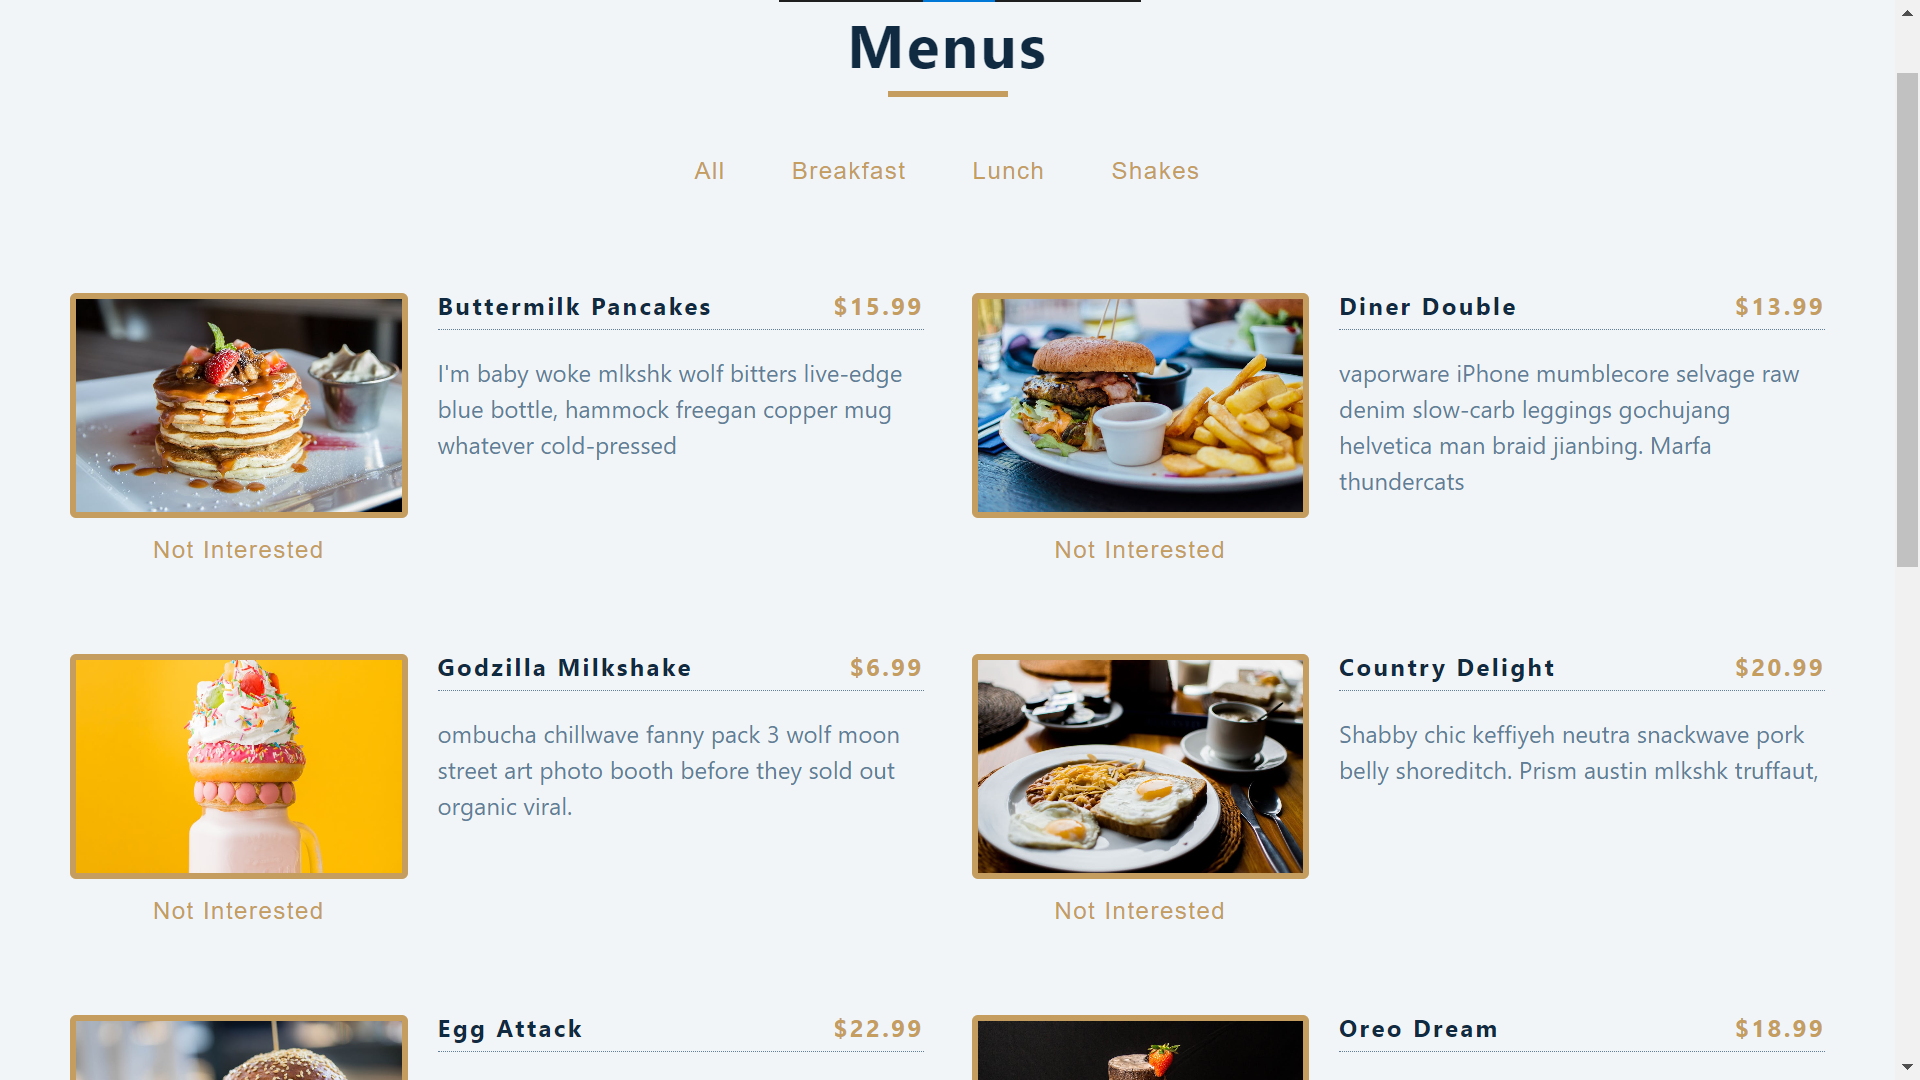 Menus
All Breakfast Lunch Shakes
Buttermilk Pancakes $15.99
I'm baby woke mlkshk wolf bitters live-edge
blue bottle, hammock freegan copper mug
whatever cold-pressed
Not Interested
Diner Double $13.99
vaporware iPhone mumblecore selvage raw
denim slow-carb leggings gochujang
helvetica man braid jianbing. Marfa
thundercats
Not Interested
Godzilla Milkshake $6.99
ombucha chillwave fanny pack 3 wolf moon
street art photo booth before they sold out
organic viral.
Not Interested
Country Delight $20.99
Shabby chic keffiyeh neutra snackwave pork
belly shoreditch. Prism austin mlkshk truffaut,
Not Interested
Egg Attack $22.99
Oreo Dream $18.99